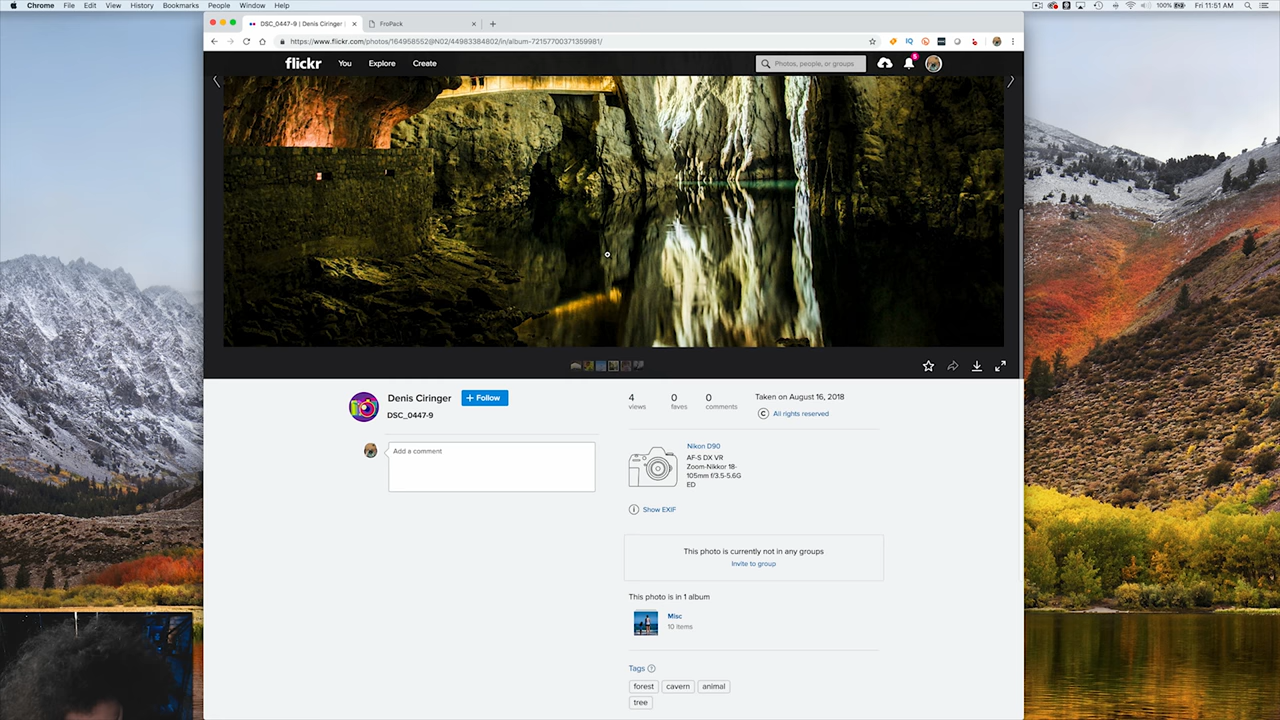 Chrome File Edit View History Bookmarks People Window Help 100% Fri 11:51 AM
DSC_0447-9 | Denis Ciringer | FroPack
https://www.flickr.com/photos/164958552@N02/44983384802/in/album-72157700371359981/
flickr You Explore Create Photos, people, or groups
Denis Ciringer + Follow
DSC_0447-9
Add a comment
4 0 0 Taken on August 16, 2018
views faves comments
© All rights reserved
Nikon D90
AF-S DX VR
Zoom-Nikkor 18-
105mm f/3.5-5.6G
ED
Show EXIF
This photo is currently not in any groups
Invite to group
This photo is in 1 album
Misc
10 items
Tags ?
forest cavern animal
tree